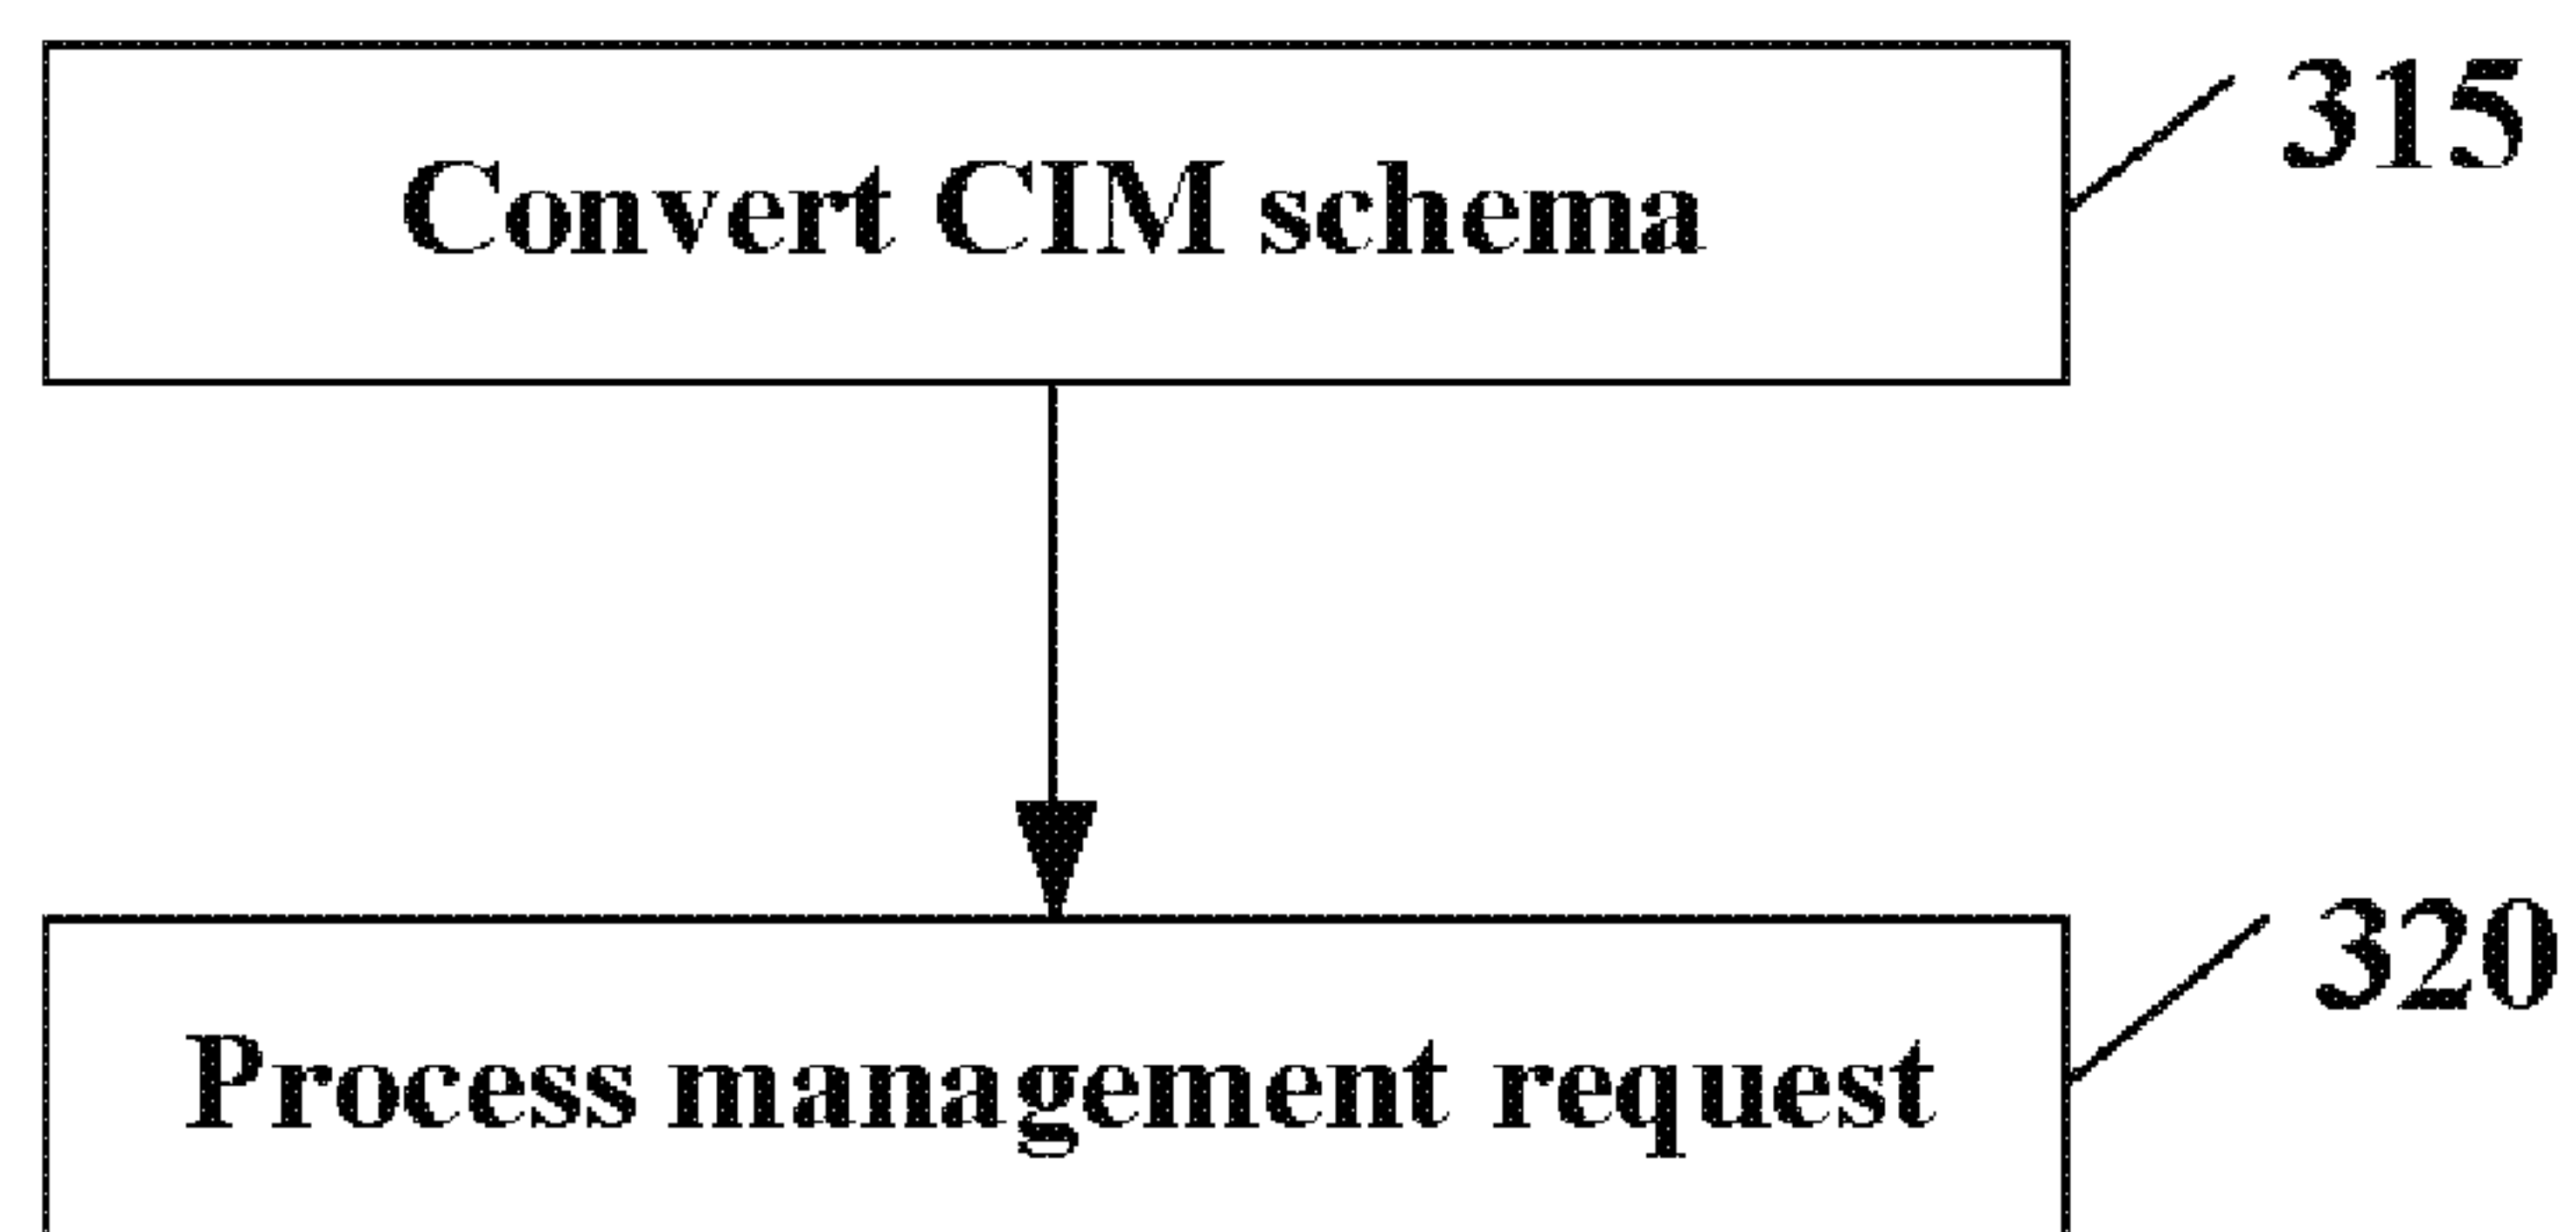 315
Convert CIM schema
320
Process management request